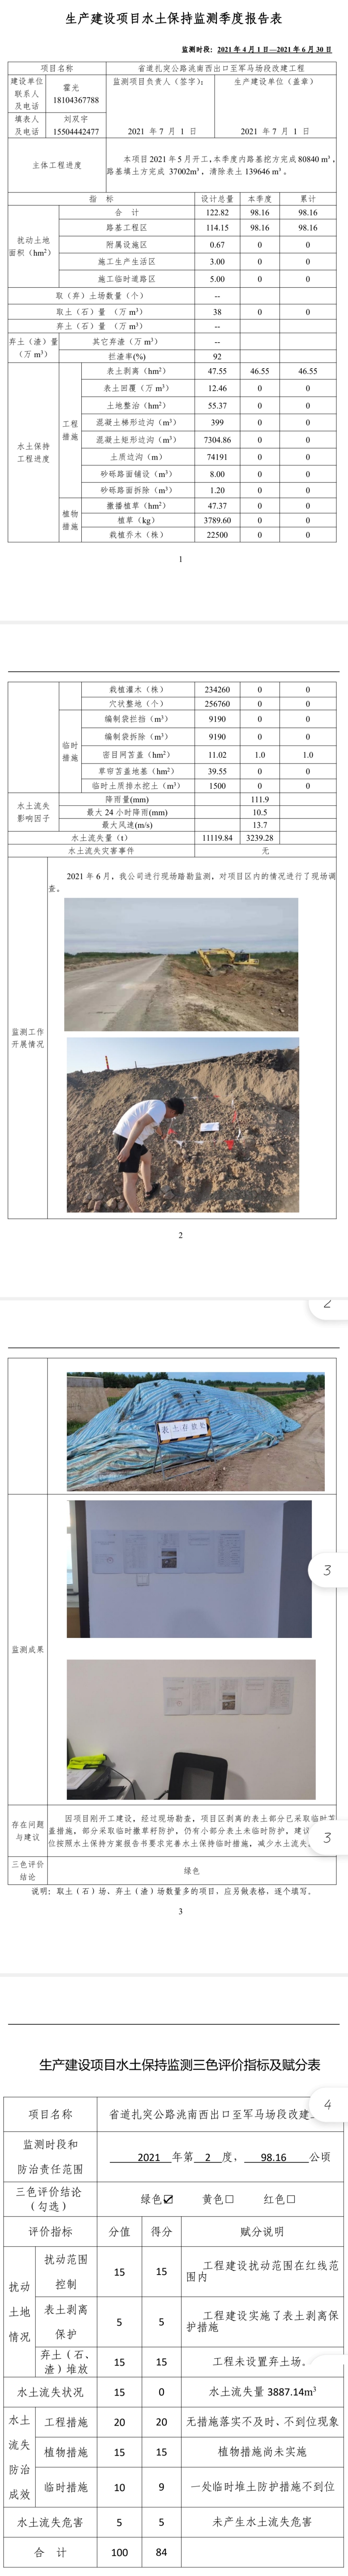 生产建设项目水土保持监测季度报告表
监测时段：2021 年 4 月 1 日—2021 年 6 月 30 日
项目名称 省道扎突公路洮南西出口至军马场段改建工程
建设单位联系人及电话 霍光 18104367788 监测项目负责人（签字）： 2021 年 7 月 1 日 生产建设单位（盖章） 2021 年 7 月 1 日
填表人及电话 刘双宇 15504442477
主体工程进度 本项目 2021 年 5 月开工，本季度内路基挖方完成 80840 m³，
路基填土方完成 37002m³，清除表土 139646 m³。
指 标 设计总量 本季度 累计
扰动土地面积（hm²） 合 计 122.82 98.16 98.16
路基工程区 114.15 98.16 98.16
附属设施区 0.67 0 0
施工生产生活区 3.00 0 0
施工临时道路区 5.00 0 0
取（弃）土场数量（个） --
取土（石）量 （万 m³） 38 0 0
弃土（石）量 （万 m³） --
弃土（渣）量（万 m³） 其它弃渣（万 m³） --
拦渣率(%) 92
水土保持工程进度 工程措施 表土剥离（hm²） 47.55 46.55 46.55
表土回覆（万 m³） 12.46 0 0
土地整治（hm²） 55.37 0 0
混凝土梯形边沟（m³） 399 0 0
混凝土矩形边沟（m³） 7304.86 0 0
土质边沟（m） 74191 0 0
砂砾路面铺设（m³） 8.00 0 0
砂砾路面拆除（m³） 1.20 0 0
植物措施 撒播植草（hm²） 47.37 0 0
植草（kg） 3789.60 0 0
栽植乔木（株） 22500 0 0
1
栽植灌木（株） 234260 0 0
穴状整地（个） 256760 0 0
临时措施 编制袋拦挡（m³） 9190 0 0
编制袋拆除（m³） 9190 0 0
密目网苫盖（hm²） 11.02 1.0 1.0
草帘苫盖地基（hm²） 39.55 0 0
临时土质排水挖土（m³） 1500 0 0
水土流失影响因子 降雨量(mm) 111.9
最大 24 小时降雨(mm) 10.5
最大风速(m/s) 13.7
水土流失量（t） 11119.84 3239.28
水土流失灾害事件 无
监测工作开展情况 2021 年 6 月，我公司进行现场踏勘监测，对项目区内的情况进行了现场调
查。
2
2
表土存放处
监测成果
3
存在问题与建议 因项目刚开工建设，经过现场勘查，项目区剥离的表土部分已采取临时苫
盖措施，部分采取临时撒草籽防护，仍有小部分表土未临时防护，建议
位按照水土保持方案报告书要求完善水土保持临时措施，减少水土流失。
3
三色评价结论 绿色
说明：取土（石）场、弃土（渣）场数量多的项目，应另做表格，逐个填写。
3
生产建设项目水土保持监测三色评价指标及赋分表
4
项目名称 省道扎突公路洮南西出口至军马场段改建
监测时段和防治责任范围 2021 年第 2 度， 98.16 公顷
三色评价结论（勾选） 绿色☑ 黄色☐ 红色☐
评价指标 分值 得分 赋分说明
扰动土地情况 扰动范围控制 15 15 工程建设扰动范围在红线范围内
表土剥离保护 5 5 工程建设实施了表土剥离保护措施
弃土（石、渣）堆放 15 15 工程未设置弃土场。
水土流失状况 15 0 水土流失量 3887.14m³
水土流失防治成效 工程措施 20 20 无措施落实不及时、不到位现象
植物措施 15 15 植物措施尚未实施
临时措施 10 9 一处临时堆土防护措施不到位
水土流失危害 5 5 未产生水土流失危害
合 计 100 84